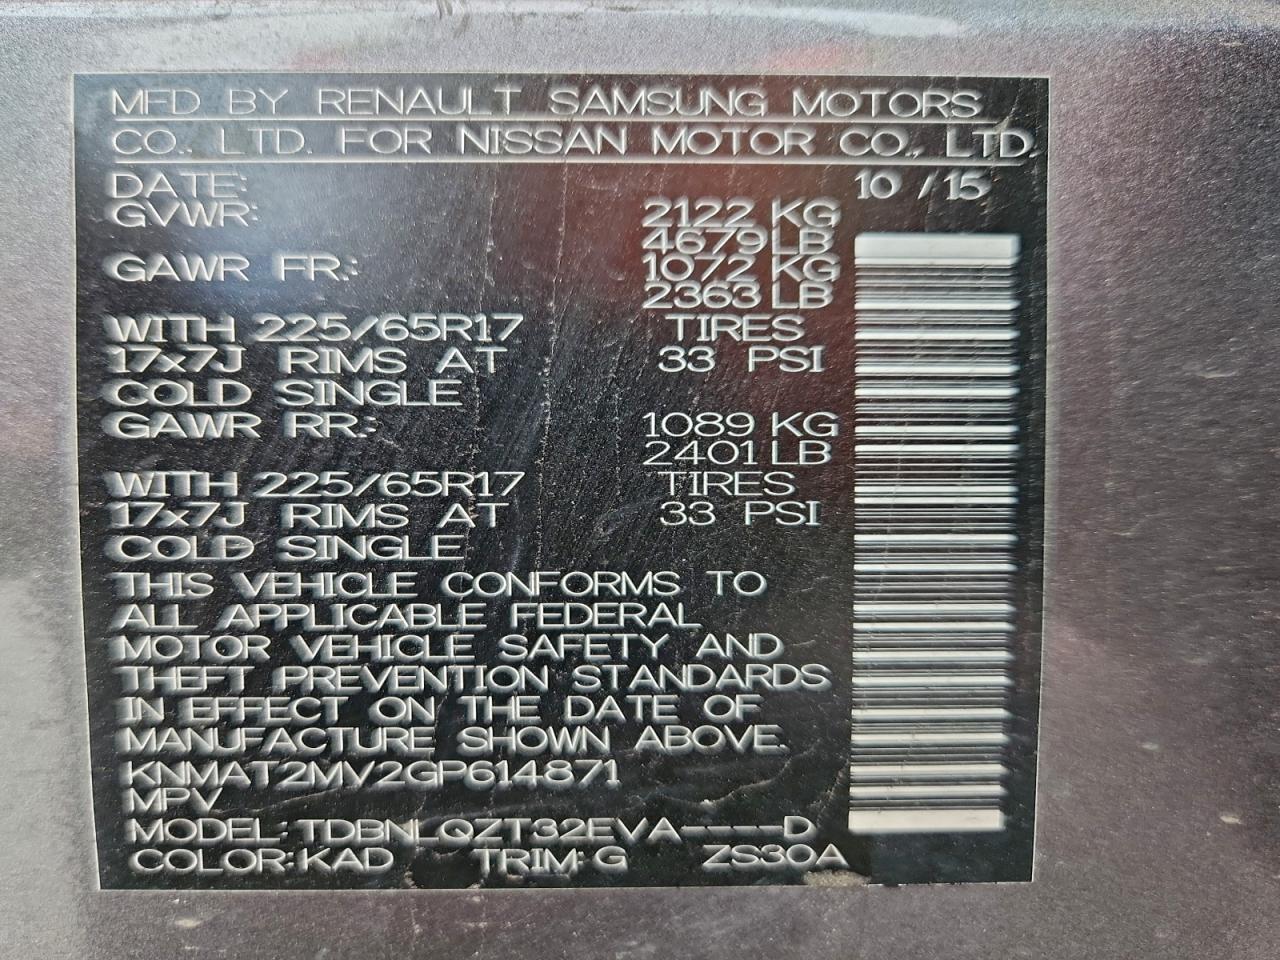 MFD BY RENAULT SAMSUNG MOTORS
CO., LTD. FOR NISSAN MOTOR CO., LTD.
DATE: 10 / 15
GVWR: 2122 KG
4679 LB
GAWR FR.: 1072 KG
2363 LB
WITH 225/65R17 TIRES
17x7J RIMS AT 33 PSI
COLD SINGLE
GAWR RR.: 1089 KG
2401 LB
WITH 225/65R17 TIRES
17x7J RIMS AT 33 PSI
COLD SINGLE
THIS VEHICLE CONFORMS TO
ALL APPLICABLE FEDERAL
MOTOR VEHICLE SAFETY AND
THEFT PREVENTION STANDARDS
IN EFFECT ON THE DATE OF
MANUFACTURE SHOWN ABOVE.
KNMAT2MV2GP614871
MPV
MODEL: TDBNLQZT32EVA----D
COLOR: KAD TRIM: G ZS30A